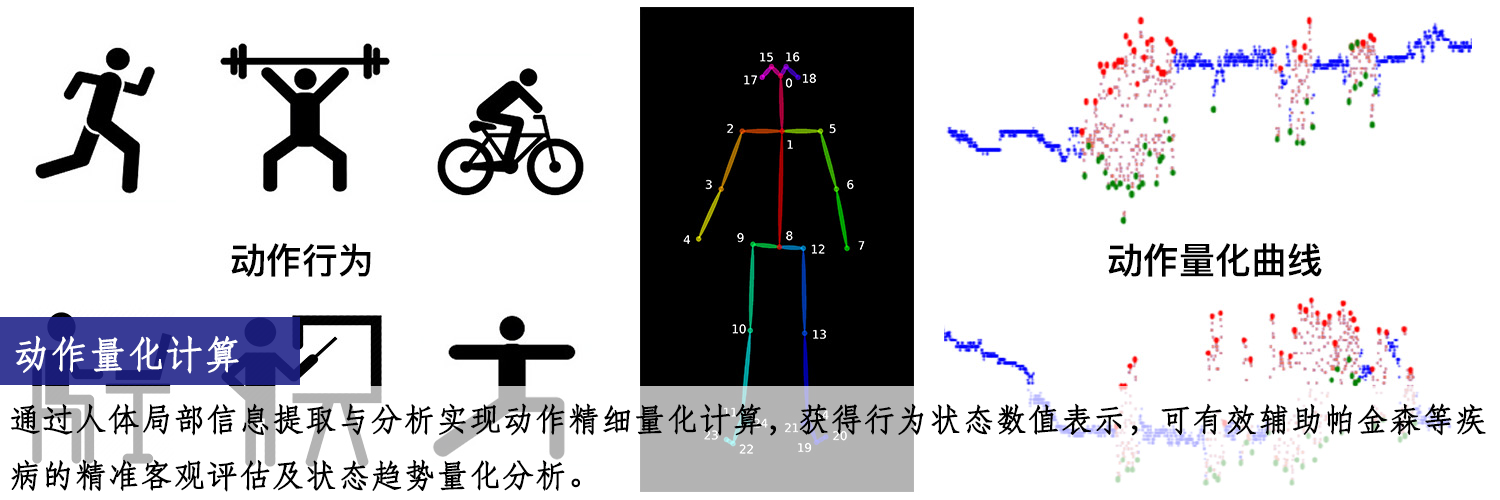 15 16
17 18
0
2 5
1
3 6
4
9 8 12 7
10 13
动作行为
动作量化曲线
动作量化计算
通过人体局部信息提取与分析实现动作精细量化计算，获得行为状态数值表示，可有效辅助帕金森等疾
23 22 21 20
19
病的精准客观评估及状态趋势量化分析。